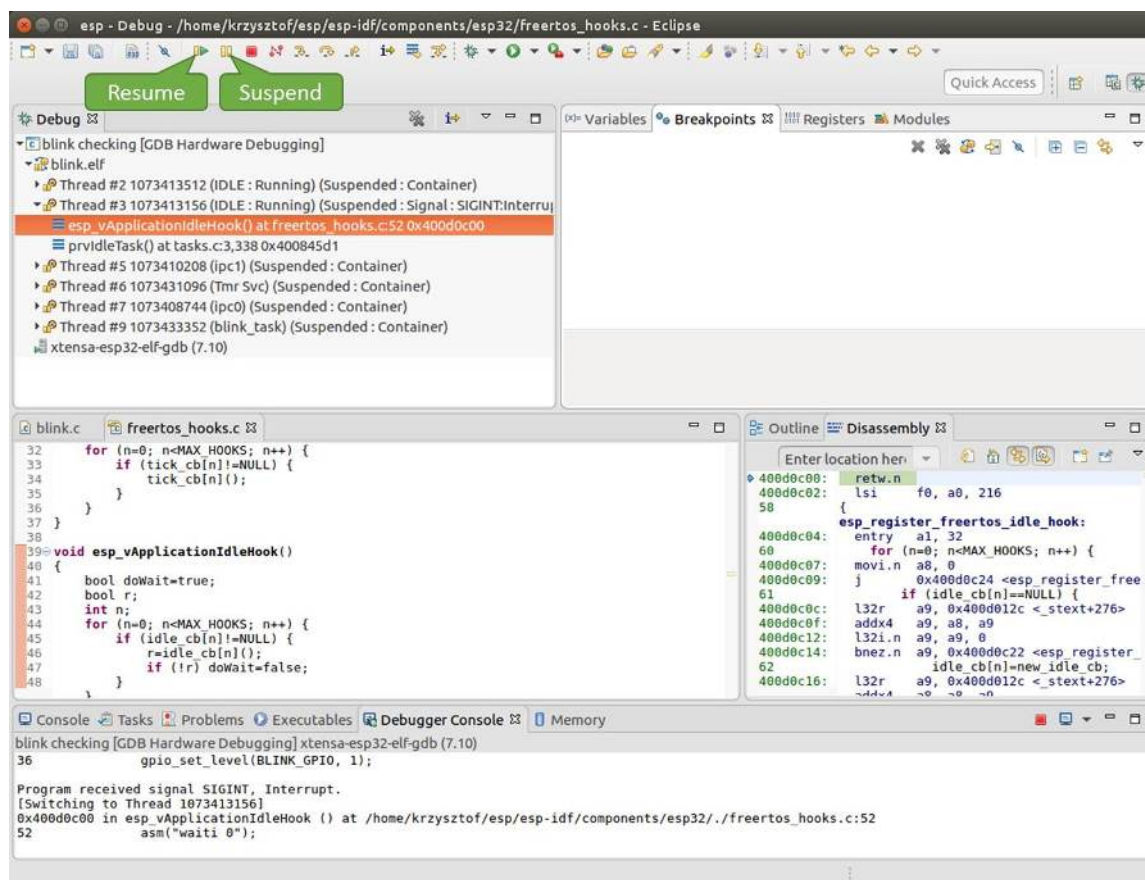 esp - Debug - /home/krzysztof/esp/esp-idf/components/esp32/freertos_hooks.c - Eclipse
Resume
Suspend
Quick Access
Debug
Variables
Breakpoints
Registers
Modules
blink checking [GDB Hardware Debugging]
blink.elf
Thread #2 1073413512 (IDLE : Running) (Suspended : Container)
Thread #3 1073413156 (IDLE : Running) (Suspended : Signal : SIGINT:Interru
esp_vApplicationIdleHook() at freertos_hooks.c:52 0x400d0c00
prvIdleTask() at tasks.c:3,338 0x400845d1
Thread #5 1073410208 (ipc1) (Suspended : Container)
Thread #6 1073431096 (Tmr Svc) (Suspended : Container)
Thread #7 1073408744 (ipc0) (Suspended : Container)
Thread #9 1073433352 (blink_task) (Suspended : Container)
xtensa-esp32-elf-gdb (7.10)
blink.c
freertos_hooks.c
32 for (n=0; n<MAX_HOOKS; n++) {
33 if (tick_cb[n]!=NULL) {
34 tick_cb[n]();
35 }
36 }
37 }
38
39 void esp_vApplicationIdleHook()
40 {
41 bool doWait=true;
42 bool r;
43 int n;
44 for (n=0; n<MAX_HOOKS; n++) {
45 if (idle_cb[n]!=NULL) {
46 r=idle_cb[n]();
47 if (!r) doWait=false;
48 }
Outline
Disassembly
Enter location her
400d0c00: retw.n
400d0c02: lsi f0, a0, 216
58 {
esp_register_freertos_idle_hook:
400d0c04: entry a1, 32
60 for (n=0; n<MAX_HOOKS; n++) {
400d0c07: movi.n a8, 0
400d0c09: j 0x400d0c24 <esp_register_free
61 if (idle_cb[n]==NULL) {
400d0c0c: l32r a9, 0x400d012c <_stext+276>
400d0c0f: addx4 a9, a8, a9
400d0c12: l32i.n a9, a9, 0
400d0c14: bnez.n a9, 0x400d0c22 <esp_register_
62 idle_cb[n]=new_idle_cb;
400d0c16: l32r a9, 0x400d012c <_stext+276>
addx4 a8, a8, a9
Console
Tasks
Problems
Executables
Debugger Console
Memory
blink checking [GDB Hardware Debugging] xtensa-esp32-elf-gdb (7.10)
36 gpio_set_level(BLINK_GPIO, 1);
Program received signal SIGINT, Interrupt.
[Switching to Thread 1073413156]
0x400d0c00 in esp_vApplicationIdleHook () at /home/krzysztof/esp/esp-idf/components/esp32/./freertos_hooks.c:52
52 asm("waiti 0");